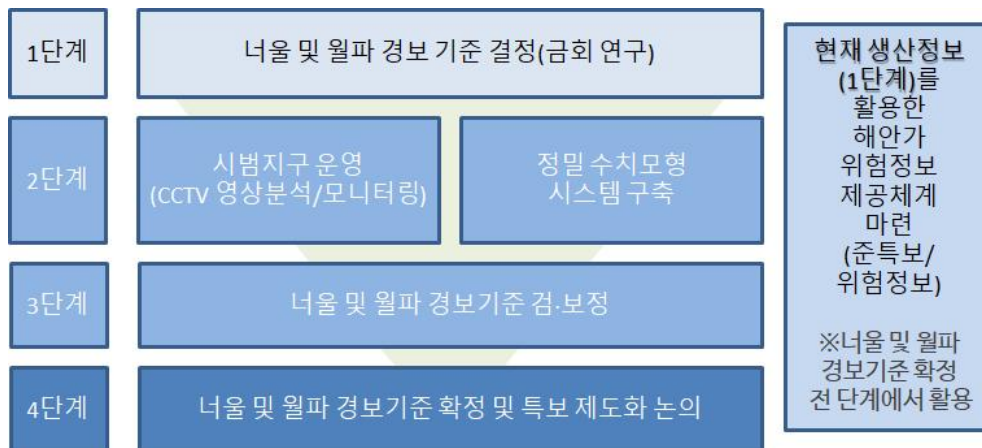 1단계
너울 및 월파 경보 기준 결정(금회 연구)
2단계
시범지구 운영
(CCTV 영상분석/모니터링)
정밀 수치모형
시스템 구축
3단계
너울 및 월파 경보기준 검·보정
4단계
너울 및 월파 경보기준 확정 및 특보 제도화 논의
현재 생산정보
(1단계)를
활용한
해안가
위험정보
제공체계
마련
(준특보/
위험정보)
※너울 및 월파
경보기준 확정
전 단계에서 활용